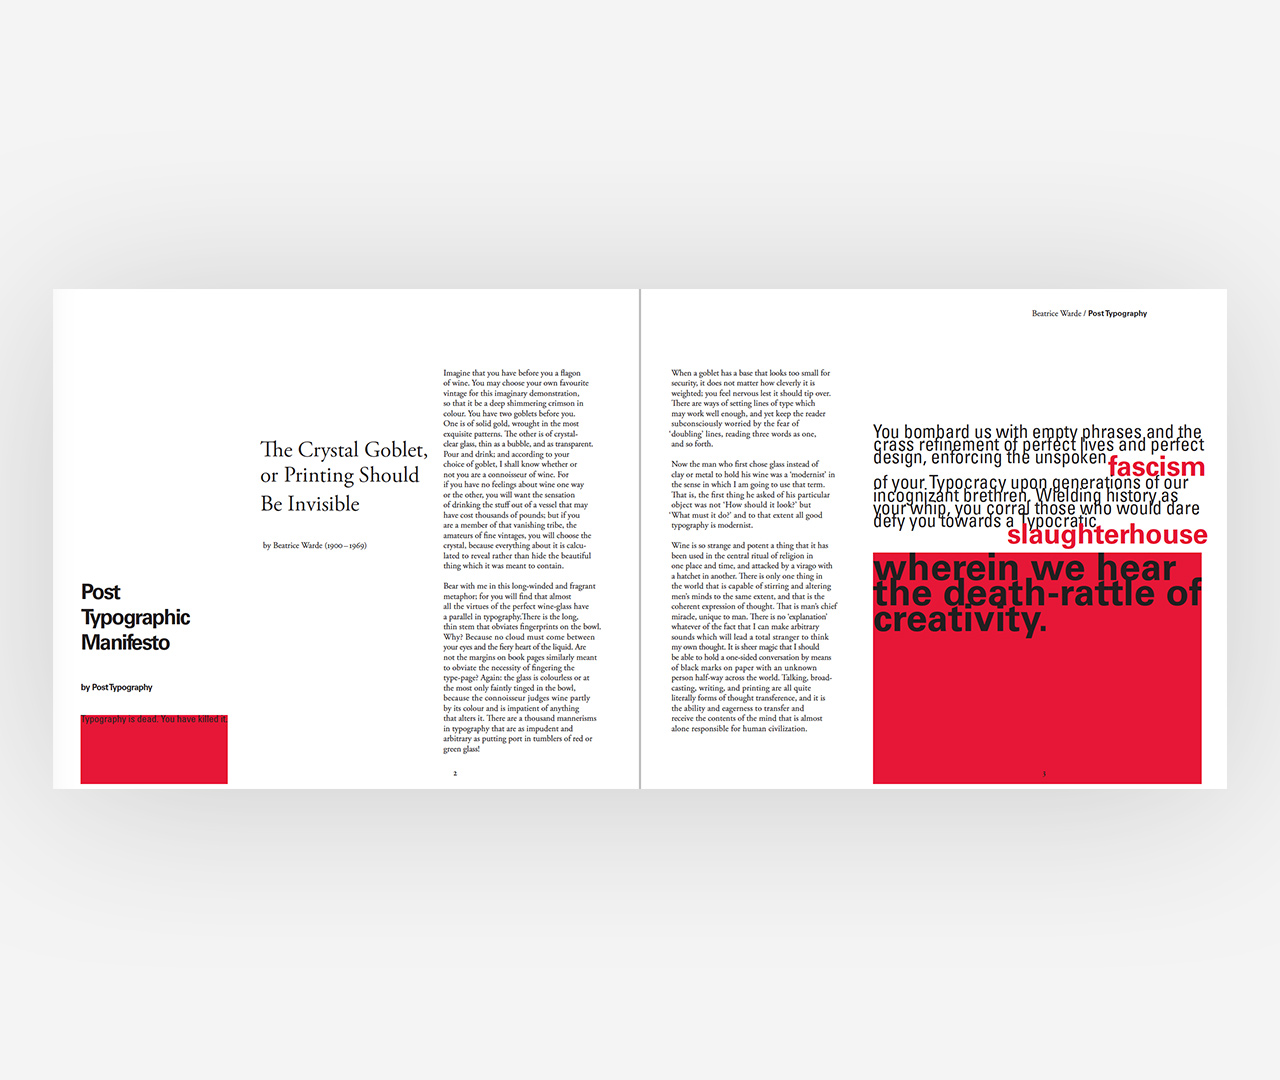 The Crystal Goblet,
or Printing Should
Be Invisible
by Beatrice Warde (1900–1969)
Post
Typographic
Manifesto
by Post Typography
Typography is dead. You have killed it.
Imagine that you have before you a flagon
of wine. You may choose your own favourite
vintage for this imaginary demonstration,
so that it be a deep shimmering crimson in
colour. You have two goblets before you.
One is of solid gold, wrought in the most
exquisite patterns. The other is of crystal-
clear glass, thin as a bubble, and as transparent.
Pour and drink; and according to your
choice of goblet, I shall know whether or
not you are a connoisseur of wine. For
if you have no feelings about wine one way
or the other, you will want the sensation
of drinking the stuff out of a vessel that may
have cost thousands of pounds; but if you
are a member of that vanishing tribe, the
amateurs of fine vintages, you will choose the
crystal, because everything about it is calcu-
lated to reveal rather than hide the beautiful
thing which it was meant to contain.
Bear with me in this long-winded and fragrant
metaphor; for you will find that almost
all the virtues of the perfect wine-glass have
a parallel in typography.There is the long,
thin stem that obviates fingerprints on the bowl.
Why? Because no cloud must come between
your eyes and the fiery heart of the liquid. Are
not the margins on book pages similarly meant
to obviate the necessity of fingering the
type-page? Again: the glass is colourless or at
the most only faintly tinged in the bowl,
because the connoisseur judges wine partly
by its colour and is impatient of anything
that alters it. There are a thousand mannerisms
in typography that are as impudent and
arbitrary as putting port in tumblers of red or
green glass!
2
Beatrice Warde / Post Typography
When a goblet has a base that looks too small for
security, it does not matter how cleverly it is
weighted; you feel nervous lest it should tip over.
There are ways of setting lines of type which
may work well enough, and yet keep the reader
subconsciously worried by the fear of
‘doubling’ lines, reading three words as one,
and so forth.
Now the man who first chose glass instead of
clay or metal to hold his wine was a ‘modernist’ in
the sense in which I am going to use that term.
That is, the first thing he asked of his particular
object was not ‘How should it look?’ but
‘What must it do?’ and to that extent all good
typography is modernist.
Wine is so strange and potent a thing that it has
been used in the central ritual of religion in
one place and time, and attacked by a virago with
a hatchet in another. There is only one thing in
the world that is capable of stirring and altering
men’s minds to the same extent, and that is the
coherent expression of thought. That is man’s chief
miracle, unique to man. There is no ‘explanation’
whatever of the fact that I can make arbitrary
sounds which will lead a total stranger to think
my own thought. It is sheer magic that I should
be able to hold a one-sided conversation by means
of black marks on paper with an unknown
person half-way across the world. Talking, broad-
casting, writing, and printing are all quite
literally forms of thought transference, and it is
the ability and eagerness to transfer and
receive the contents of the mind that is almost
alone responsible for human civilization.
You bombard us with empty phrases and the
crass refinement of perfect lives and perfect
design, enforcing the unspoken
fascism
of your Typocracy upon generations of our
incognizant brethren. Wielding history as
your whip, you corral those who would dare
defy you towards a Typocratic
slaughterhouse
wherein we hear
the death-rattle of
creativity.
3